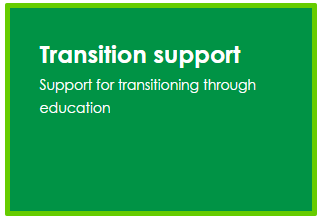 Transition support
Support for transitioning through
education